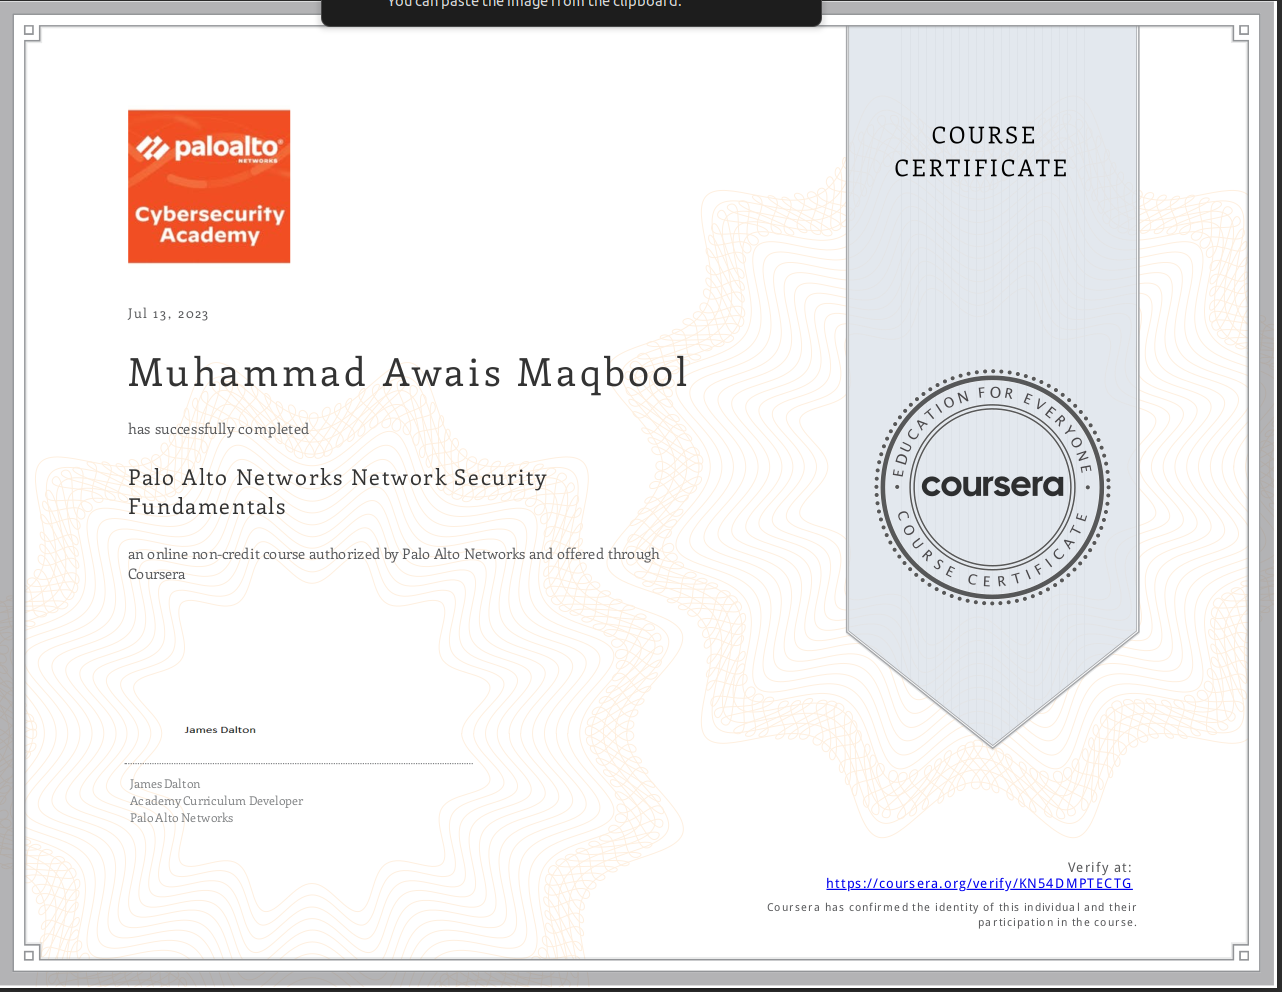 You can paste the image from the clipboard.
COURSE
CERTIFICATE
paloalto
NETWORKS
Cybersecurity
Academy
Jul 13, 2023
Muhammad Awais Maqbool
has successfully completed
Palo Alto Networks Network Security
Fundamentals
an online non-credit course authorized by Palo Alto Networks and offered through
Coursera
EDUCATION FOR EVERYONE
coursera
COURSE CERTIFICATE
James Dalton
James Dalton
Academy Curriculum Developer
Palo Alto Networks
Verify at:
https://coursera.org/verify/KN54DMPTECTG
Coursera has confirmed the identity of this individual and their
participation in the course.